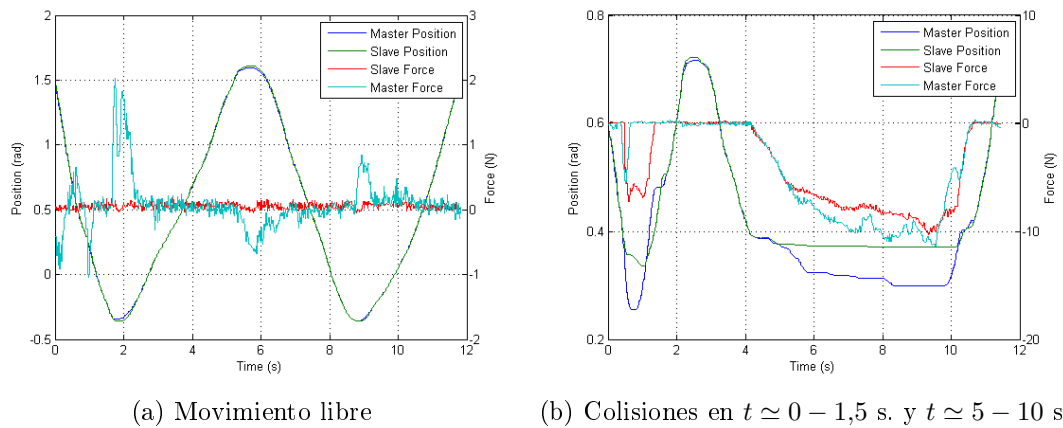 2
1.5
1
0.5
0
-0.5
Position (rad)
3
2
1
0
-1
-2
Force (N)
0
2
4
6
8
10
12
Time (s)
Master Position
Slave Position
Slave Force
Master Force
(a) Movimiento libre
0.8
0.6
0.4
0.2
Position (rad)
10
0
-10
-20
Force (N)
0
2
4
6
8
10
12
Time (s)
Master Position
Slave Position
Slave Force
Master Force
(b) Colisiones en t ≃ 0 − 1,5 s. y t ≃ 5 − 10 s